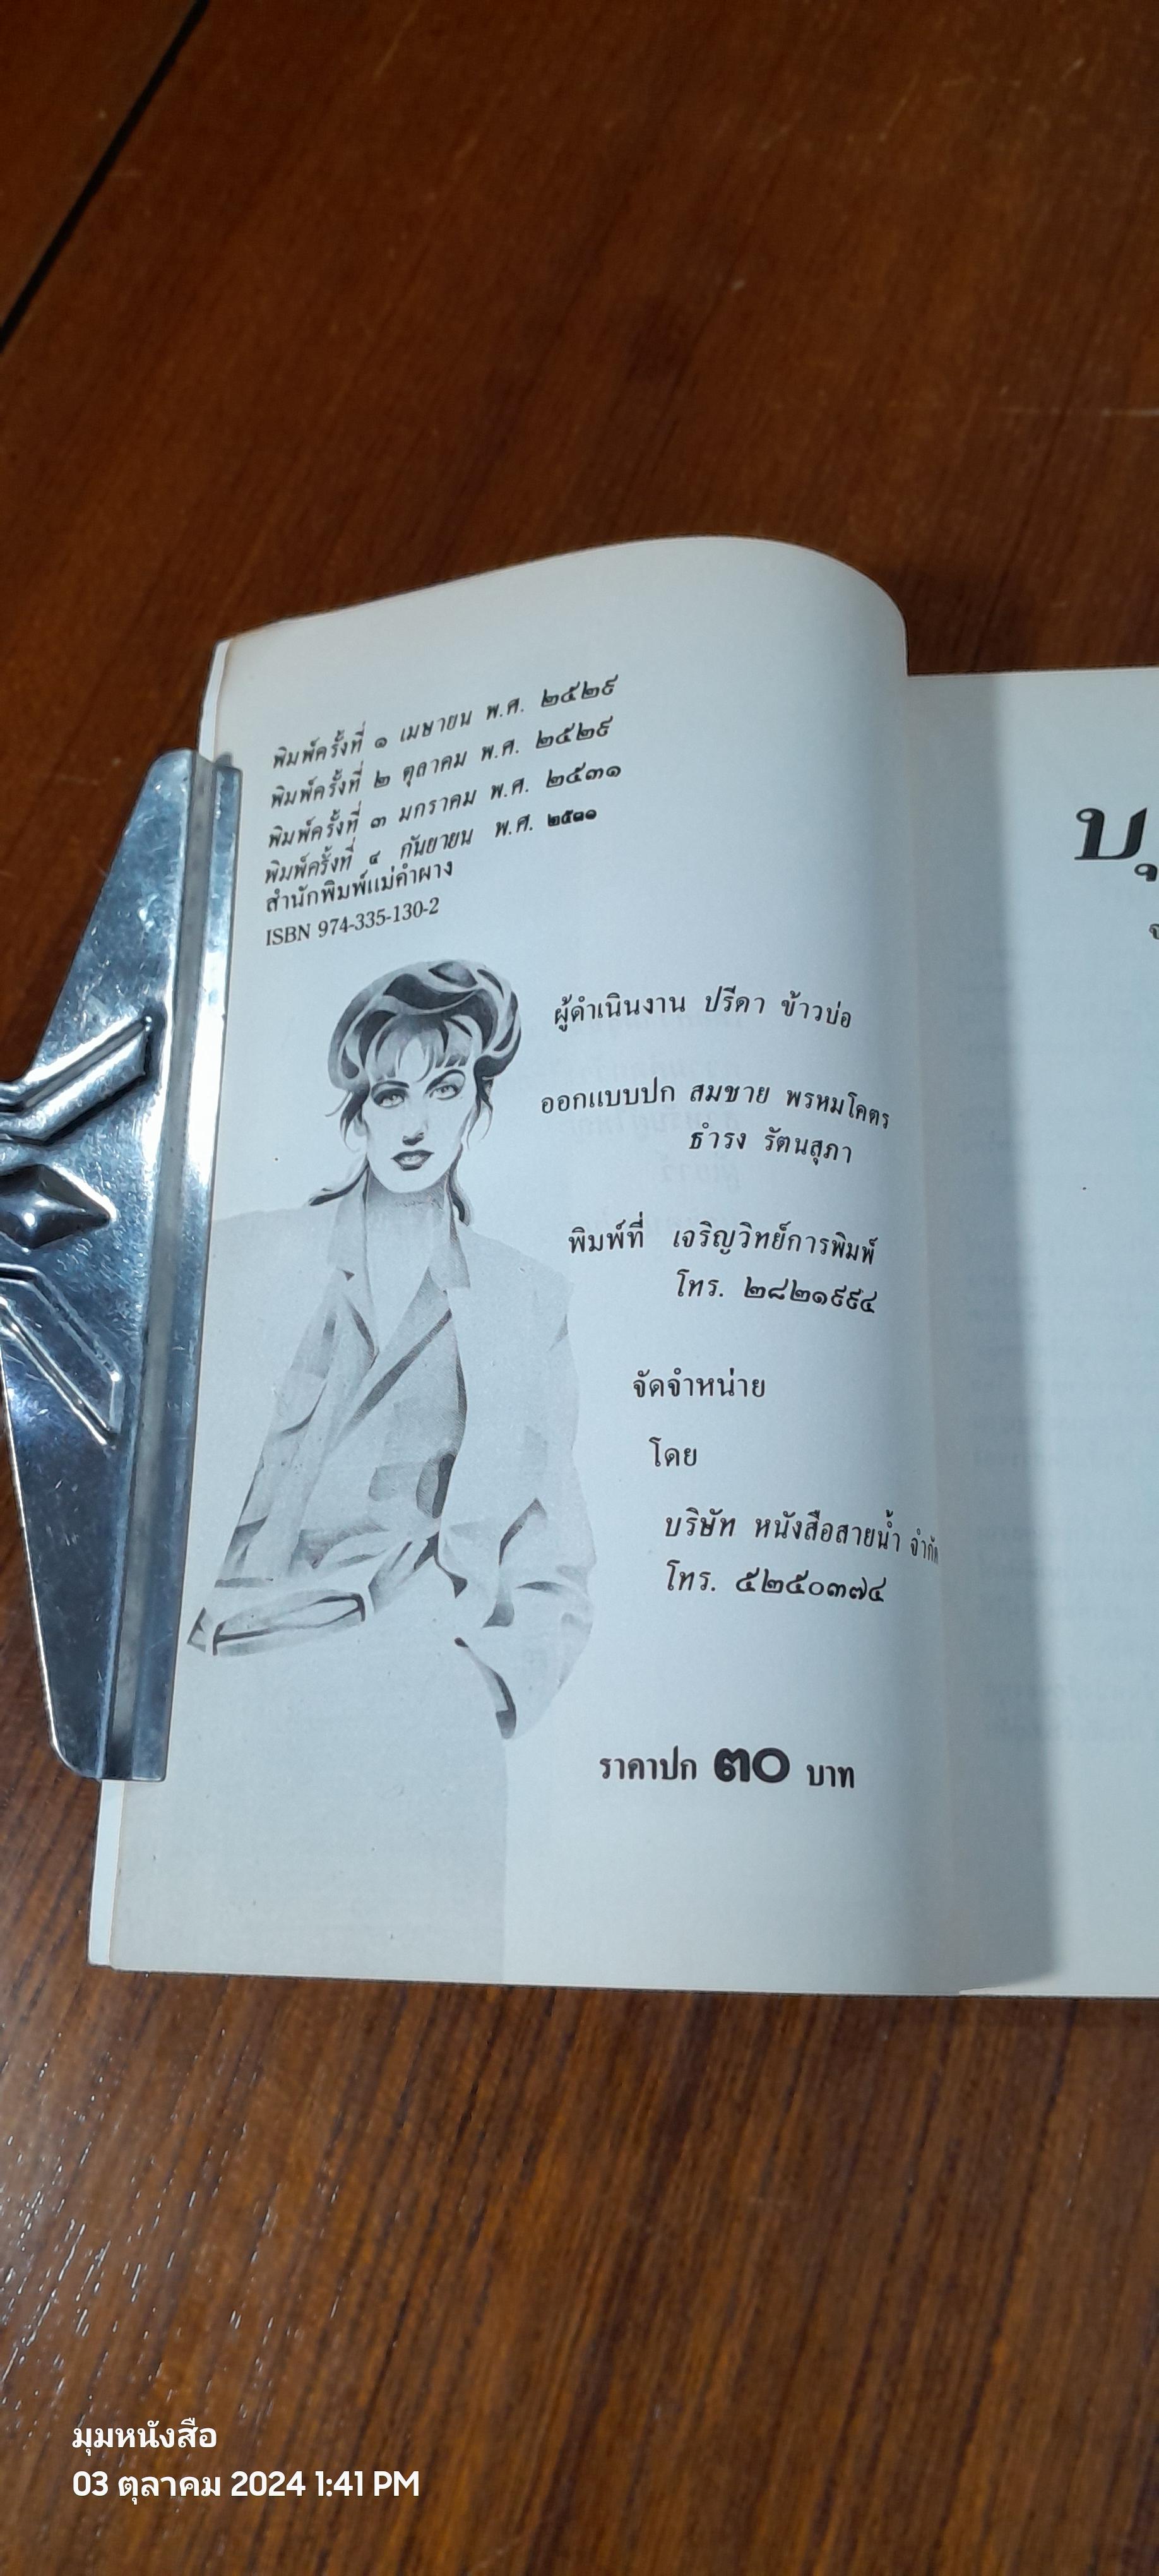 พิมพ์ครั้งที่ ๑ เมษายน พ.ศ. ๒๕๒๙
พิมพ์ครั้งที่ ๒ ตุลาคม พ.ศ. ๒๕๒๙
พิมพ์ครั้งที่ ๓ มกราคม พ.ศ. ๒๕๓๑
พิมพ์ครั้งที่ ๔ กันยายน พ.ศ. ๒๕๓๑
สำนักพิมพ์แม่คำผาง
ISBN 974-335-130-2
ผู้ดำเนินงาน ปรีดา ข้าวบ่อ
ออกแบบปก สมชาย พรหมโคตร
ธำรง รัตนสุภา
พิมพ์ที่ เจริญวิทย์การพิมพ์
โทร. ๒๘๒๑๙๙๔
จัดจำหน่าย
โดย
บริษัท หนังสือสายน้ำ
โทร. ๕๒๕๐๓๗๔
ราคาปก ๓๐ บาท
มุมหนังสือ
03 ตุลาคม 2024 1:41 PM